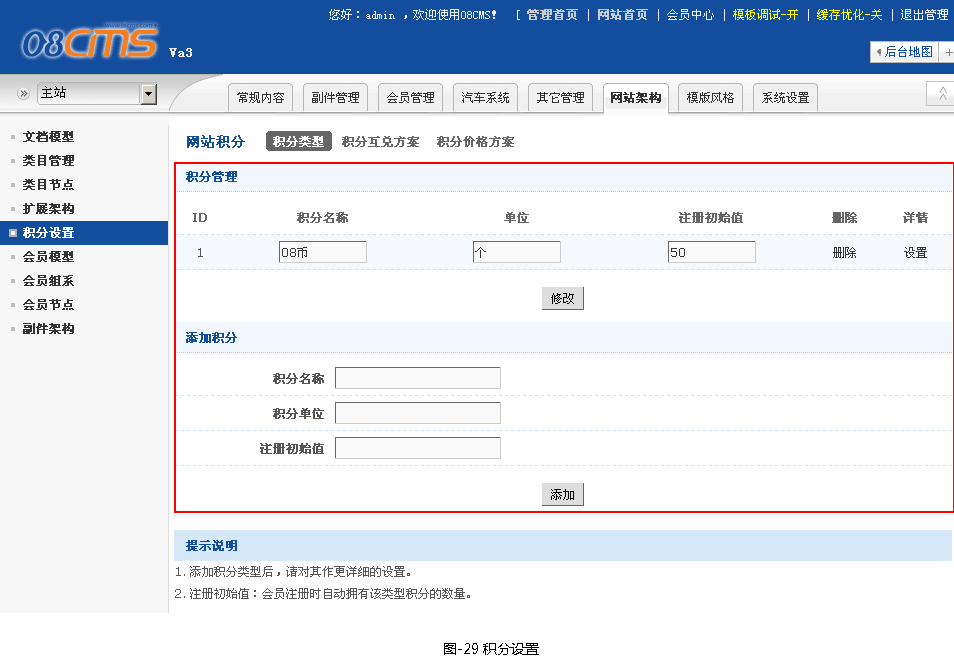 您好：admin ，欢迎使用08CMS! [ 管理首页 | 网站首页 | 会员中心 | 模板调试-开 | 缓存优化-关 | 退出管理
08CMS Va3
后台地图 +
主站
常规内容 副件管理 会员管理 汽车系统 其它管理 网站架构 模版风格 系统设置
文档模型
类目管理
类目节点
扩展架构
积分设置
会员模型
会员组系
会员节点
副件架构
网站积分 积分类型 积分互兑方案 积分价格方案
积分管理
ID 积分名称 单位 注册初始值 删除 详情
1 08币 个 50 删除 设置
修改
添加积分
积分名称
积分单位
注册初始值
添加
提示说明
1. 添加积分类型后，请对其作更详细的设置。
2. 注册初始值：会员注册时自动拥有该类型积分的数量。
图-29 积分设置